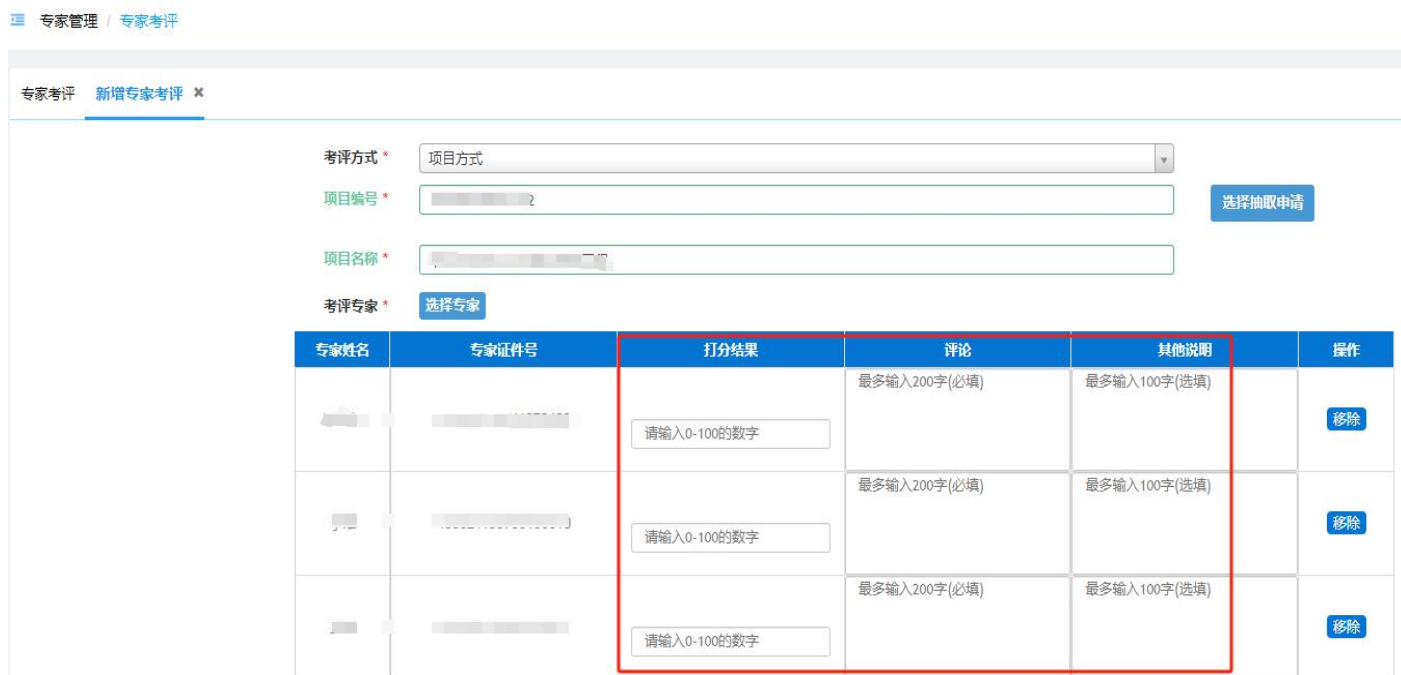 专家管理 / 专家考评
专家考评 新增专家考评 ×
考评方式 * 项目方式
项目编号 * 选择抽取申请
项目名称 *
考评专家 * 选择专家
专家姓名 专家证件号 打分结果 评论 其他说明 操作
最多输入200字(必填) 最多输入100字(选填)
请输入0-100的数字 移除
最多输入200字(必填) 最多输入100字(选填)
请输入0-100的数字 移除
最多输入200字(必填) 最多输入100字(选填)
请输入0-100的数字 移除